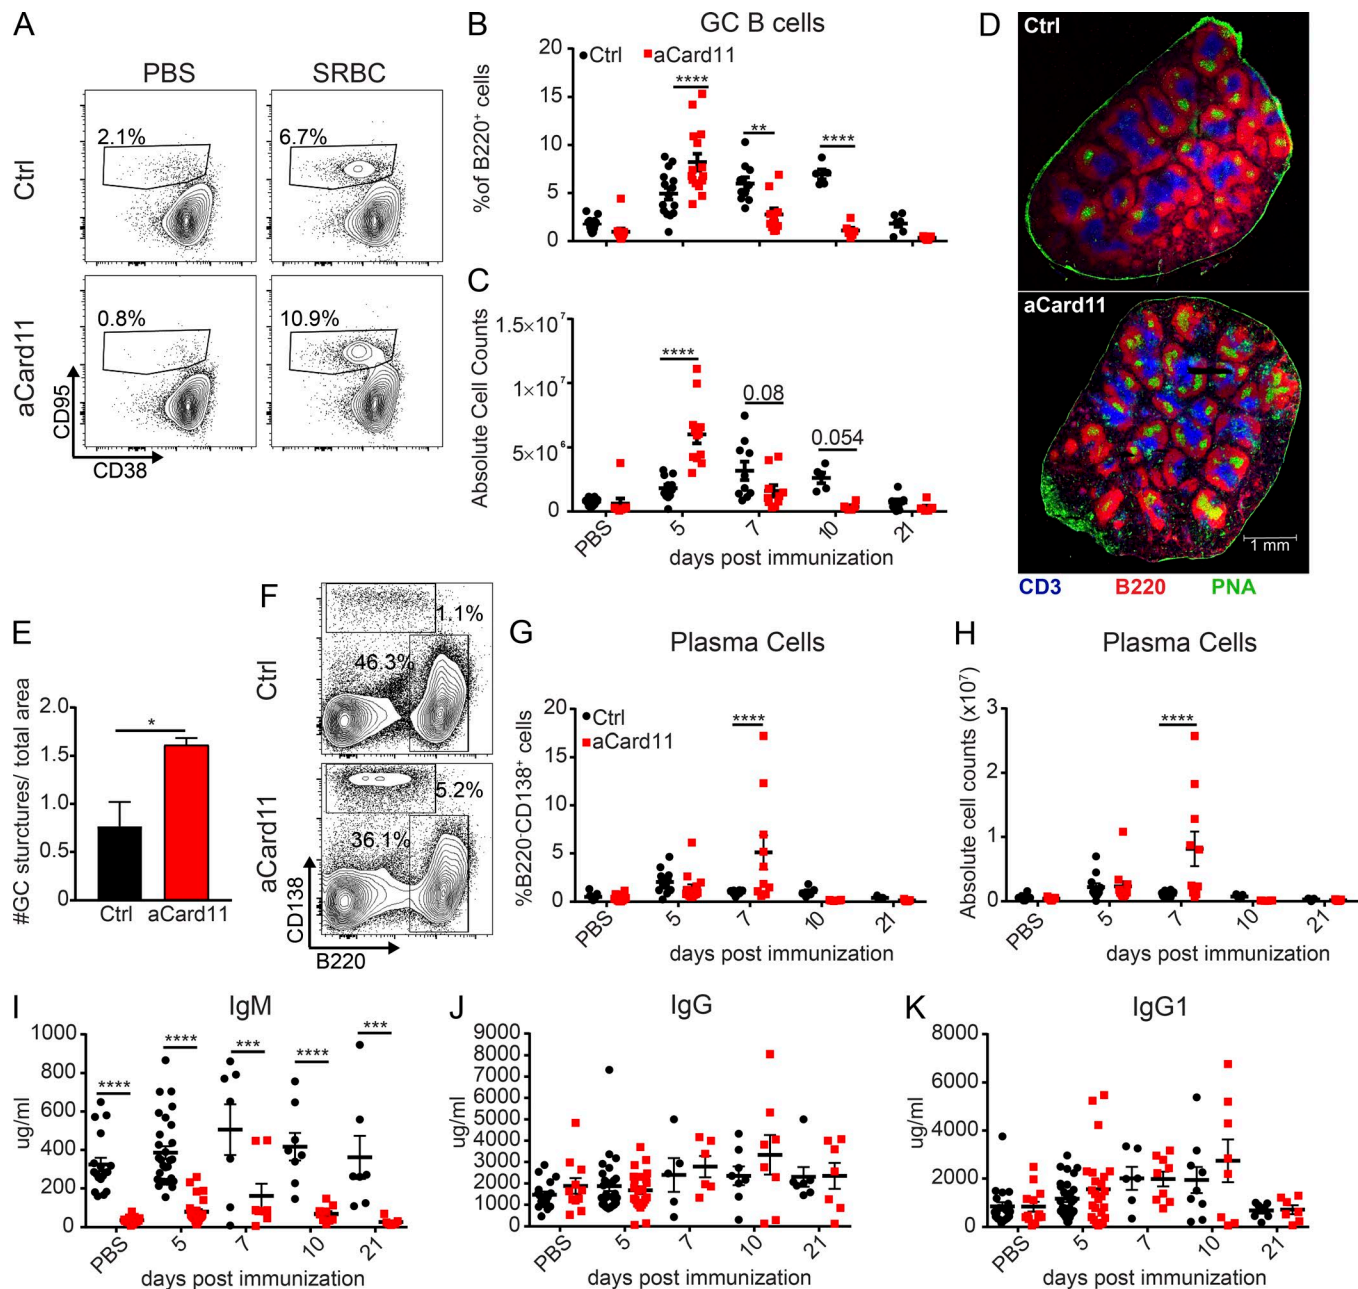 A
PBS
SRBC
Ctrl
2.1%
6.7%
aCard11
0.8%
10.9%
CD95
CD38
B
GC B cells
Ctrl
aCard11
%of B220+ cells
20
15
10
5
0
****
**
****
C
Absolute Cell Counts
1.5×10⁷
1×10⁷
5×10⁶
0
****
0.08
0.054
PBS
5
7
10
21
days post immunization
D
Ctrl
aCard11
1 mm
CD3
B220
PNA
E
#GC sturctures/ total area
2.0
1.5
1.0
0.5
0
*
Ctrl
aCard11
F
Ctrl
1.1%
46.3%
aCard11
5.2%
36.1%
CD138
B220
G
Plasma Cells
Ctrl
aCard11
%B220-CD138+ cells
20
15
10
5
0
****
PBS
5
7
10
21
days post immunization
H
Plasma Cells
Absolute cell counts (x10⁷)
3
2
1
0
****
PBS
5
7
10
21
days post immunization
I
IgM
ug/ml
1000
800
600
400
200
0
****
****
***
****
***
PBS
5
7
10
21
days post immunization
J
IgG
ug/ml
9000
8000
7000
6000
5000
4000
3000
2000
1000
0
PBS
5
7
10
21
days post immunization
K
IgG1
ug/ml
8000
6000
4000
2000
0
PBS
5
7
10
21
days post immunization